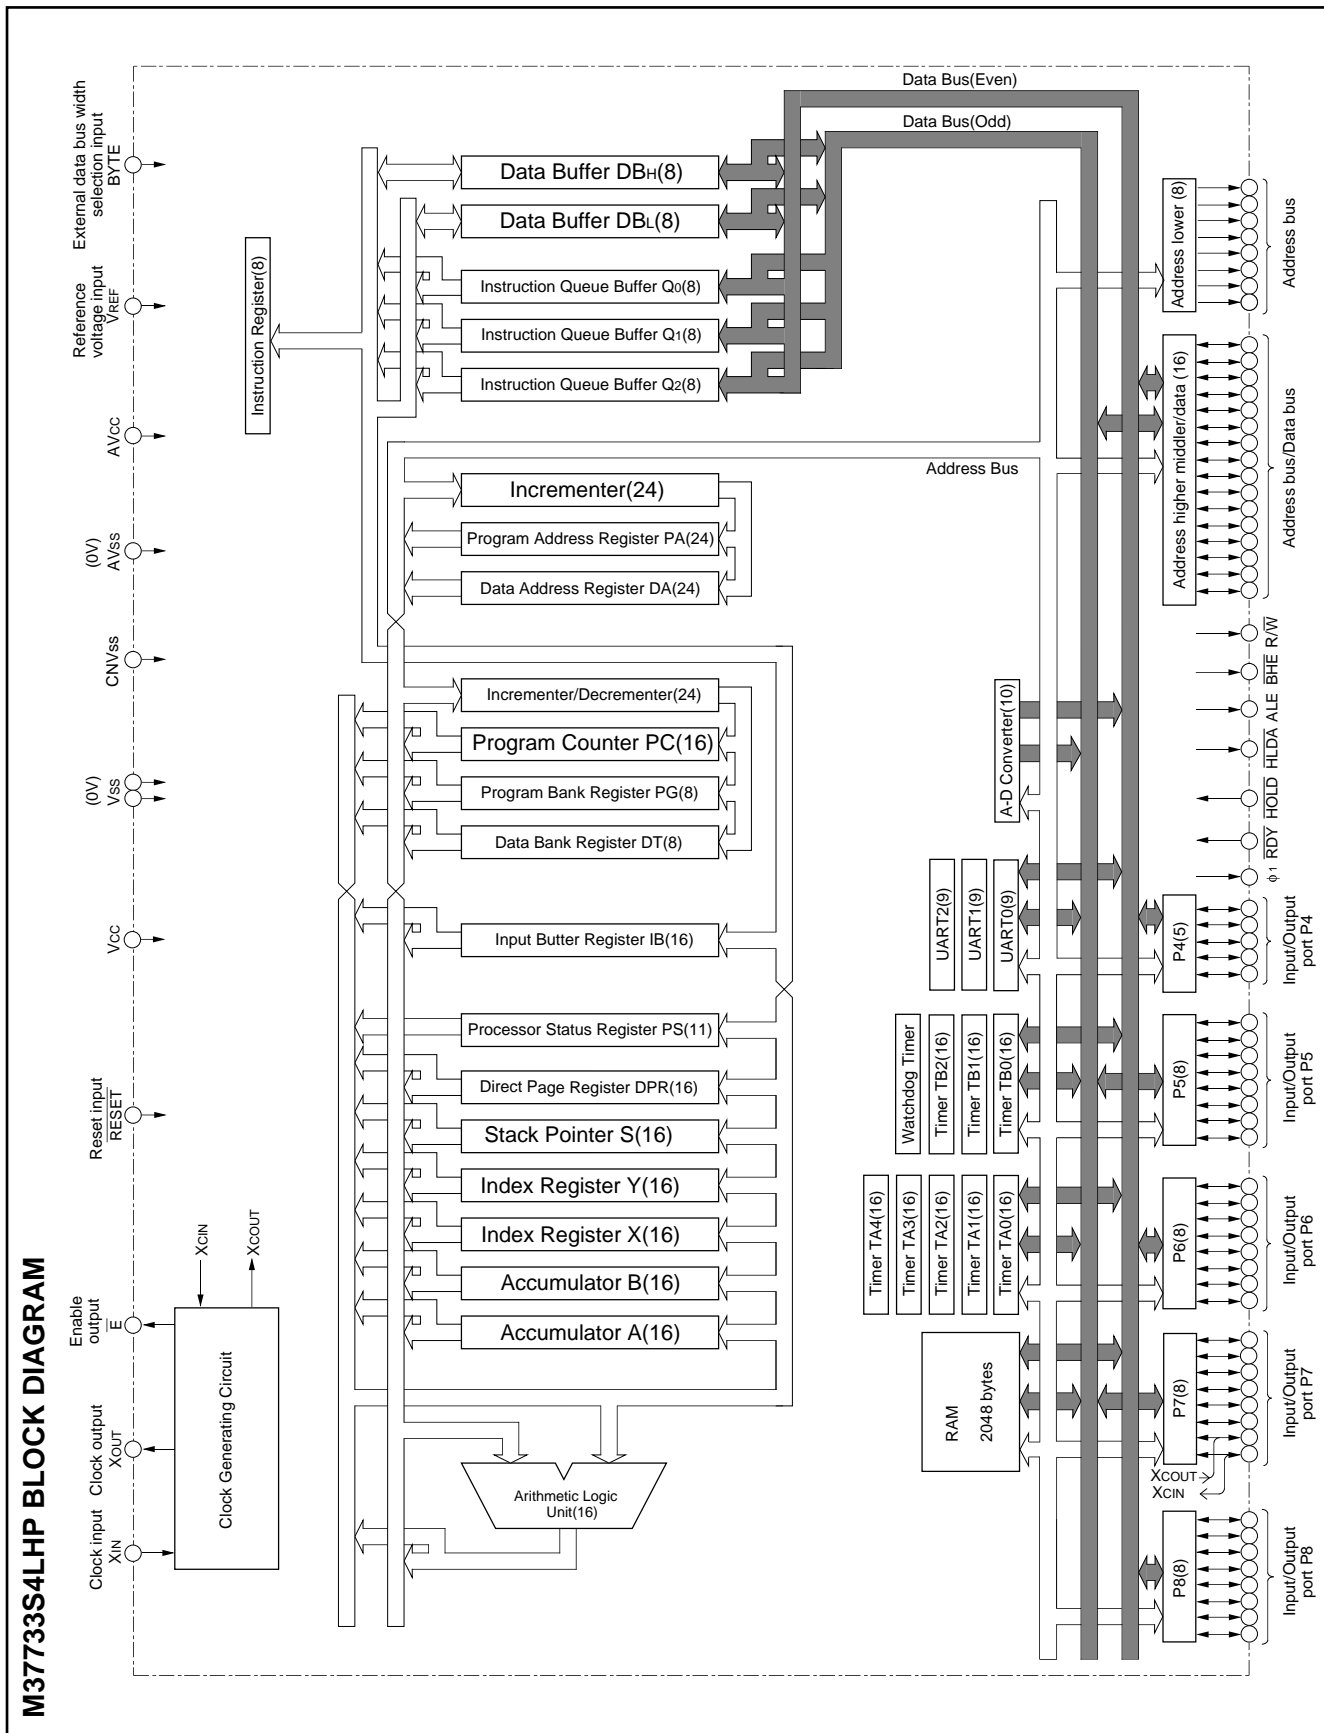 M37733S4LHP BLOCK DIAGRAM
External data bus width
selection input
BYTE
Reference
voltage input
VREF
AVCC
(0V)
AVSS
CNVSS
(0V)
VSS
VCC
Reset input
RESET
Enable
output
E
Clock output
XOUT
Clock input
XIN
XCIN
XCOUT
Clock Generating Circuit
Instruction Register(8)
Data Bus(Even)
Data Bus(Odd)
Data Buffer DBH(8)
Data Buffer DBL(8)
Instruction Queue Buffer Q0(8)
Instruction Queue Buffer Q1(8)
Instruction Queue Buffer Q2(8)
Address Bus
Incrementer(24)
Program Address Register PA(24)
Data Address Register DA(24)
Incrementer/Decrementer(24)
Program Counter PC(16)
Program Bank Register PG(8)
Data Bank Register DT(8)
Input Butter Register IB(16)
Processor Status Register PS(11)
Direct Page Register DPR(16)
Stack Pointer S(16)
Index Register Y(16)
Index Register X(16)
Accumulator B(16)
Accumulator A(16)
Arithmetic Logic
Unit(16)
A-D Converter(10)
UART2(9)
UART1(9)
UART0(9)
Watchdog Timer
Timer TB2(16)
Timer TB1(16)
Timer TB0(16)
Timer TA4(16)
Timer TA3(16)
Timer TA2(16)
Timer TA1(16)
Timer TA0(16)
RAM
2048 bytes
Address lower (8)
Address bus
Address higher middler/data (16)
Address bus/Data bus
R/W
BHE
ALE
HLDA
HOLD
RDY
ϕ1
P4(5)
Input/Output
port P4
P5(8)
Input/Output
port P5
P6(8)
Input/Output
port P6
P7(8)
Input/Output
port P7
XCOUT
XCIN
P8(8)
Input/Output
port P8